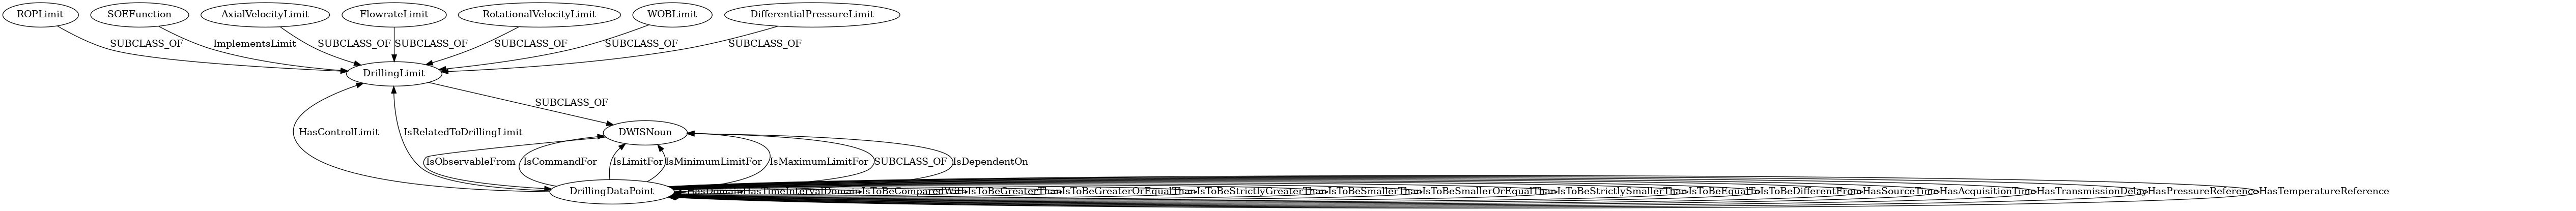 ROPLimit SOEFunction AxialVelocityLimit FlowrateLimit RotationalVelocityLimit WOBLimit DifferentialPressureLimit
SUBCLASS_OF ImplementsLimit SUBCLASS_OF SUBCLASS_OF SUBCLASS_OF SUBCLASS_OF SUBCLASS_OF
DrillingLimit
SUBCLASS_OF
HasControlLimit IsRelatedToDrillingLimit DWISNoun
IsObservableFrom IsCommandFor IsLimitFor IsMinimumLimitFor IsMaximumLimitFor SUBCLASS_OF IsDependentOn
DrillingDataPoint HasDomain HasTimeIntervalDomain IsToBeComparedWith IsToBeGreaterThan IsToBeGreaterOrEqualThan IsToBeStrictlyGreaterThan IsToBeSmallerThan IsToBeSmallerOrEqualThan IsToBeStrictlySmallerThan IsToBeEqualTo IsToBeDifferentFrom HasSourceTime HasAcquisitionTime HasTransmissionDelay HasPressureReference HasTemperatureReference